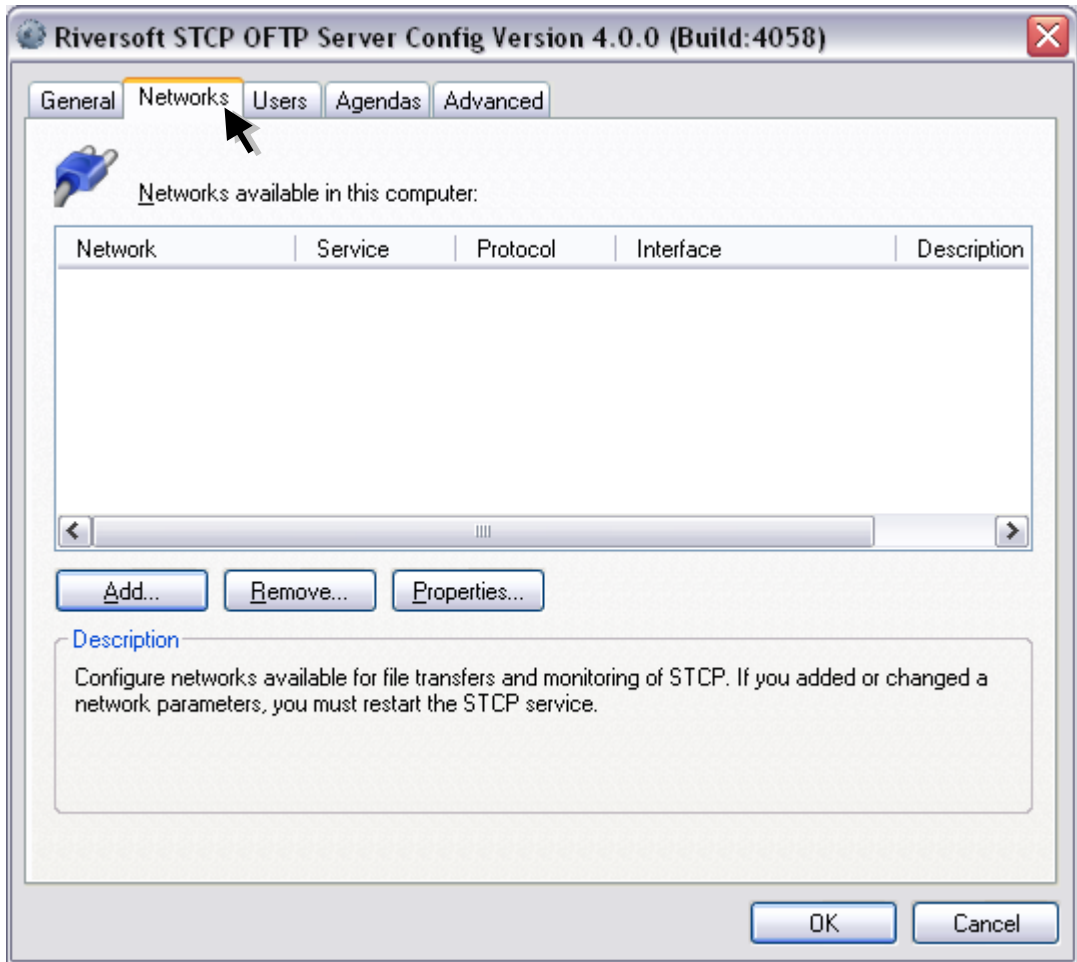 Riversoft STCP OFTP Server Config Version 4.0.0 (Build:4058)
General Networks Users Agendas Advanced
Networks available in this computer:
Network Service Protocol Interface Description
Add... Remove... Properties...
Description
Configure networks available for file transfers and monitoring of STCP. If you added or changed a
network parameters, you must restart the STCP service.
OK Cancel